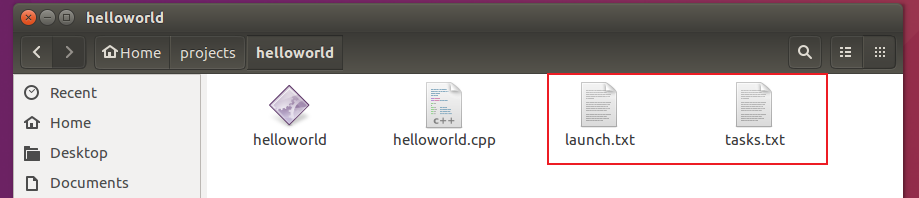 helloworld
Home projects helloworld
Recent
Home
Desktop
Documents
helloworld helloworld.cpp launch.txt tasks.txt
c++